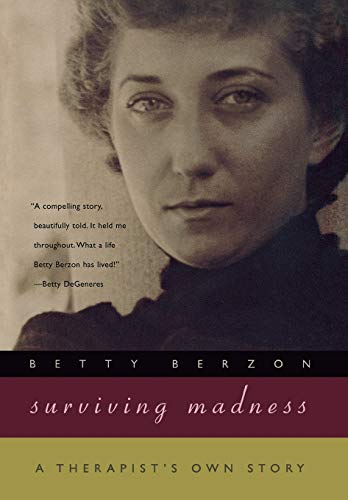 "A compelling story,
beautifully told. It held me
throughout. What a life
Betty Berzon has lived!"
—Betty DeGeneres
BETTY BERZON
surviving madness
A THERAPIST'S OWN STORY